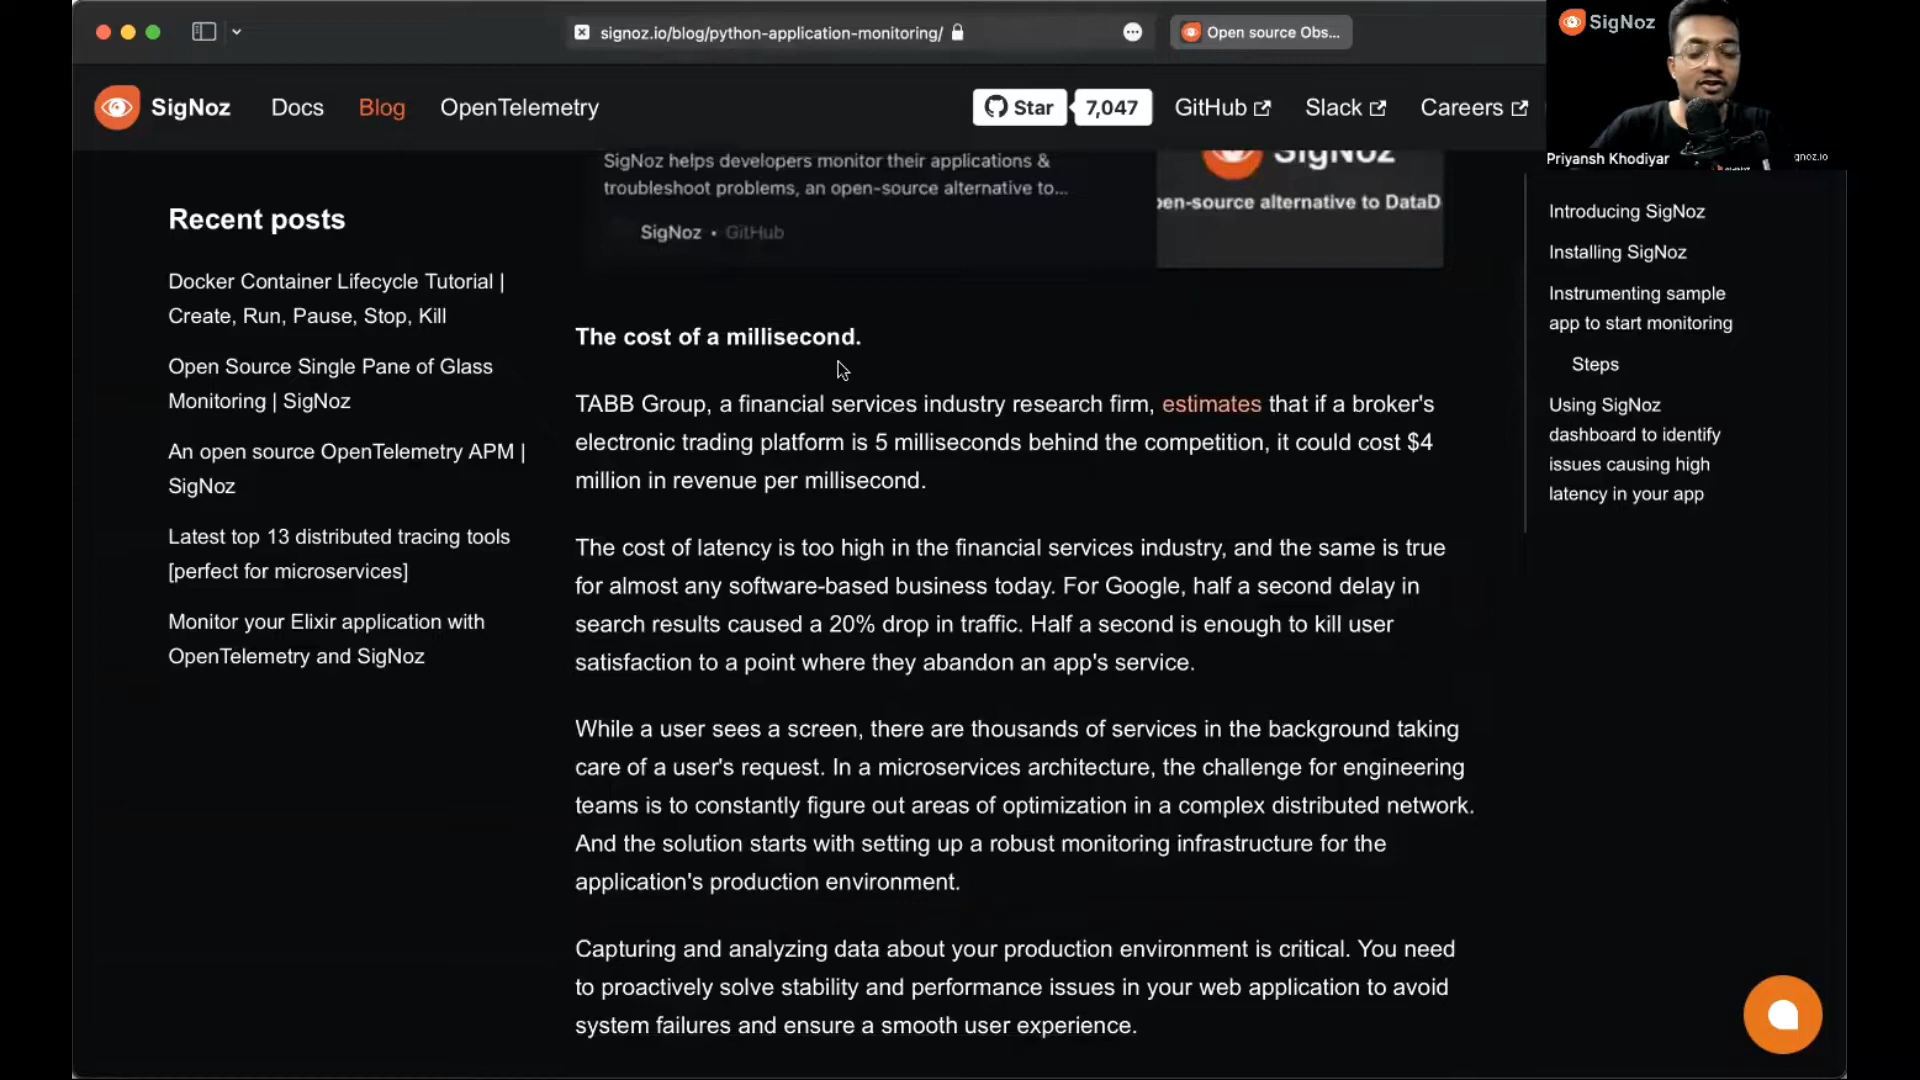 signoz.io/blog/python-application-monitoring/
Open source Obs...
SigNoz
Priyansh Khodiyar
gnoz.io
SigNoz
Docs
Blog
OpenTelemetry
Star
7,047
GitHub
Slack
Careers
Recent posts
Docker Container Lifecycle Tutorial |
Create, Run, Pause, Stop, Kill
Open Source Single Pane of Glass
Monitoring | SigNoz
An open source OpenTelemetry APM |
SigNoz
Latest top 13 distributed tracing tools
[perfect for microservices]
Monitor your Elixir application with
OpenTelemetry and SigNoz
SigNoz helps developers monitor their applications &
troubleshoot problems, an open-source alternative to...
SigNoz • GitHub
SigNoz
pen-source alternative to DataD
The cost of a millisecond.
TABB Group, a financial services industry research firm, estimates that if a broker's
electronic trading platform is 5 milliseconds behind the competition, it could cost $4
million in revenue per millisecond.
The cost of latency is too high in the financial services industry, and the same is true
for almost any software-based business today. For Google, half a second delay in
search results caused a 20% drop in traffic. Half a second is enough to kill user
satisfaction to a point where they abandon an app's service.
While a user sees a screen, there are thousands of services in the background taking
care of a user's request. In a microservices architecture, the challenge for engineering
teams is to constantly figure out areas of optimization in a complex distributed network.
And the solution starts with setting up a robust monitoring infrastructure for the
application's production environment.
Capturing and analyzing data about your production environment is critical. You need
to proactively solve stability and performance issues in your web application to avoid
system failures and ensure a smooth user experience.
Introducing SigNoz
Installing SigNoz
Instrumenting sample
app to start monitoring
Steps
Using SigNoz
dashboard to identify
issues causing high
latency in your app